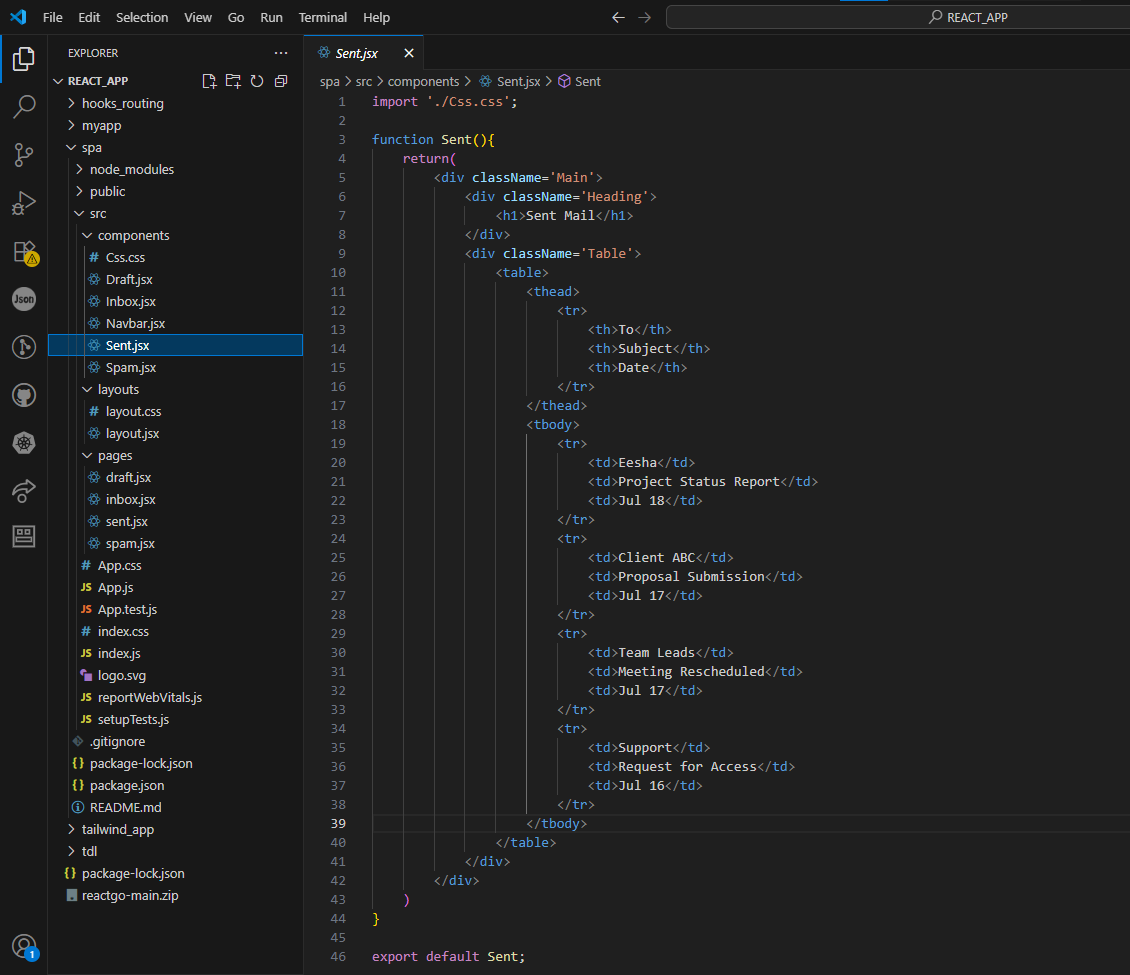 File Edit Selection View Go Run Terminal Help
REACT_APP
EXPLORER
REACT_APP
hooks_routing
myapp
spa
node_modules
public
src
components
# Css.css
Draft.jsx
Inbox.jsx
Navbar.jsx
Sent.jsx
Spam.jsx
layouts
# layout.css
layout.jsx
pages
draft.jsx
inbox.jsx
sent.jsx
spam.jsx
# App.css
JS App.js
JS App.test.js
# index.css
JS index.js
logo.svg
JS reportWebVitals.js
JS setupTests.js
.gitignore
{} package-lock.json
{} package.json
README.md
tailwind_app
tdl
{} package-lock.json
reactgo-main.zip
Json
1
Sent.jsx
spa > src > components > Sent.jsx > Sent
1 import './Css.css';
2
3 function Sent(){
4 return(
5 <div className='Main'>
6 <div className='Heading'>
7 <h1>Sent Mail</h1>
8 </div>
9 <div className='Table'>
10 <table>
11 <thead>
12 <tr>
13 <th>To</th>
14 <th>Subject</th>
15 <th>Date</th>
16 </tr>
17 </thead>
18 <tbody>
19 <tr>
20 <td>Eesha</td>
21 <td>Project Status Report</td>
22 <td>Jul 18</td>
23 </tr>
24 <tr>
25 <td>Client ABC</td>
26 <td>Proposal Submission</td>
27 <td>Jul 17</td>
28 </tr>
29 <tr>
30 <td>Team Leads</td>
31 <td>Meeting Rescheduled</td>
32 <td>Jul 17</td>
33 </tr>
34 <tr>
35 <td>Support</td>
36 <td>Request for Access</td>
37 <td>Jul 16</td>
38 </tr>
39 </tbody>
40 </table>
41 </div>
42 </div>
43 )
44 }
45
46 export default Sent;